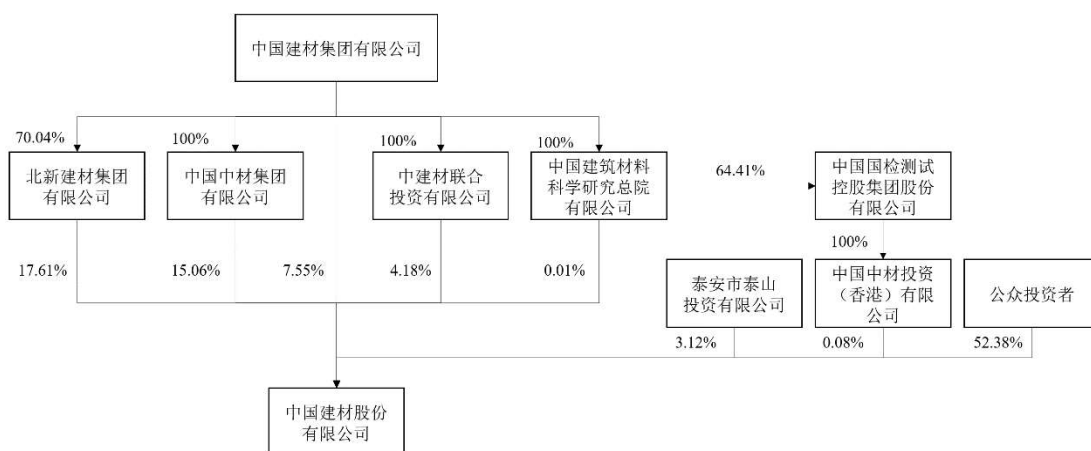 中国建材集团有限公司
70.04%
100%
100%
100%
北新建材集团
有限公司
中国中材集团
有限公司
中建材联合
投资有限公司
中国建筑材料
科学研究总院
有限公司
64.41%
中国国检测试
控股集团股份
有限公司
17.61%
15.06%
7.55%
4.18%
0.01%
100%
泰安市泰山
投资有限公司
中国中材投资
（香港）有限
公司
公众投资者
3.12%
0.08%
52.38%
中国建材股份
有限公司